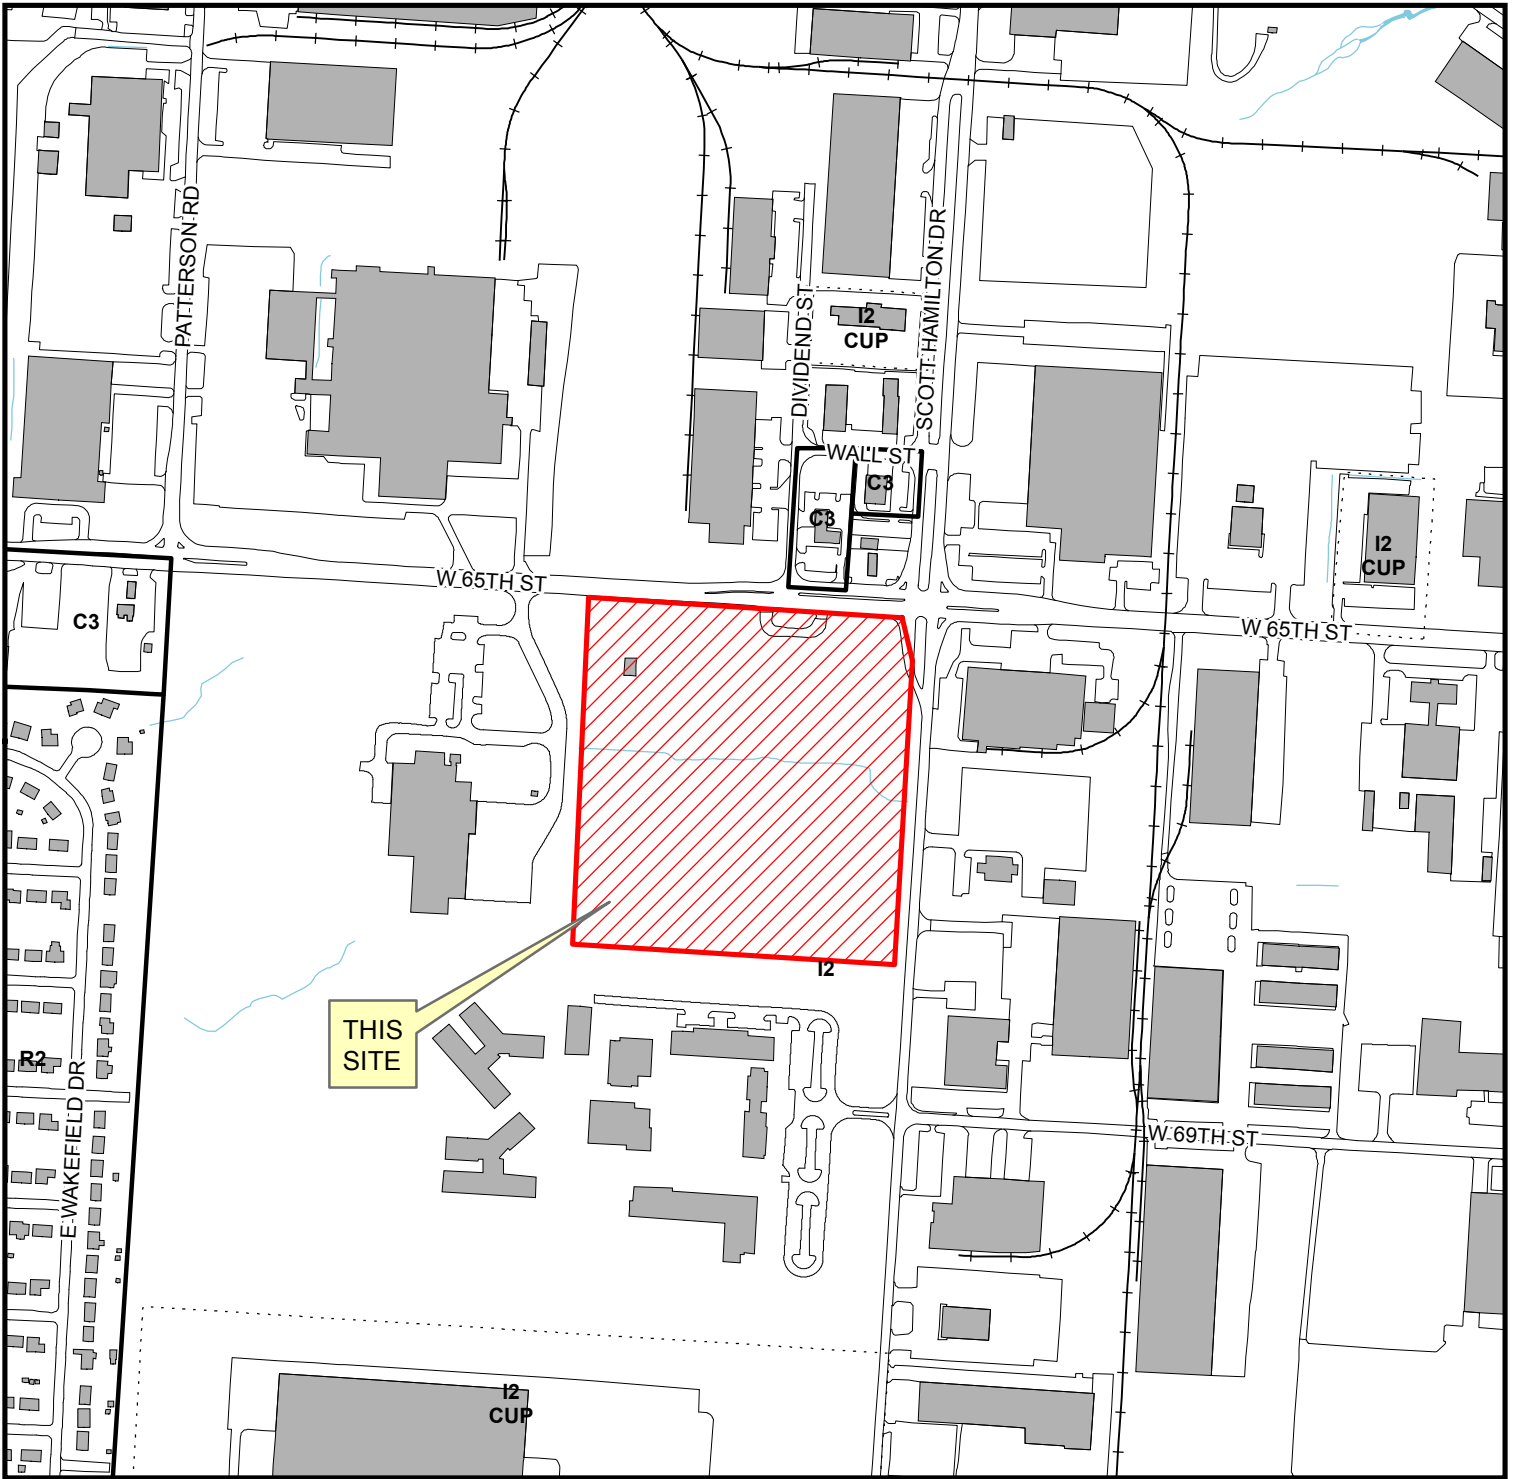 PATTERSON RD
DIVIDEND ST
SCOTT HAMILTON DR
I2
CUP
WALL ST
C3
C3
I2
CUP
W 65TH ST
C3
W 65TH ST
I2
THIS
SITE
R2
E WAKEFIELD DR
W 69TH ST
I2
CUP